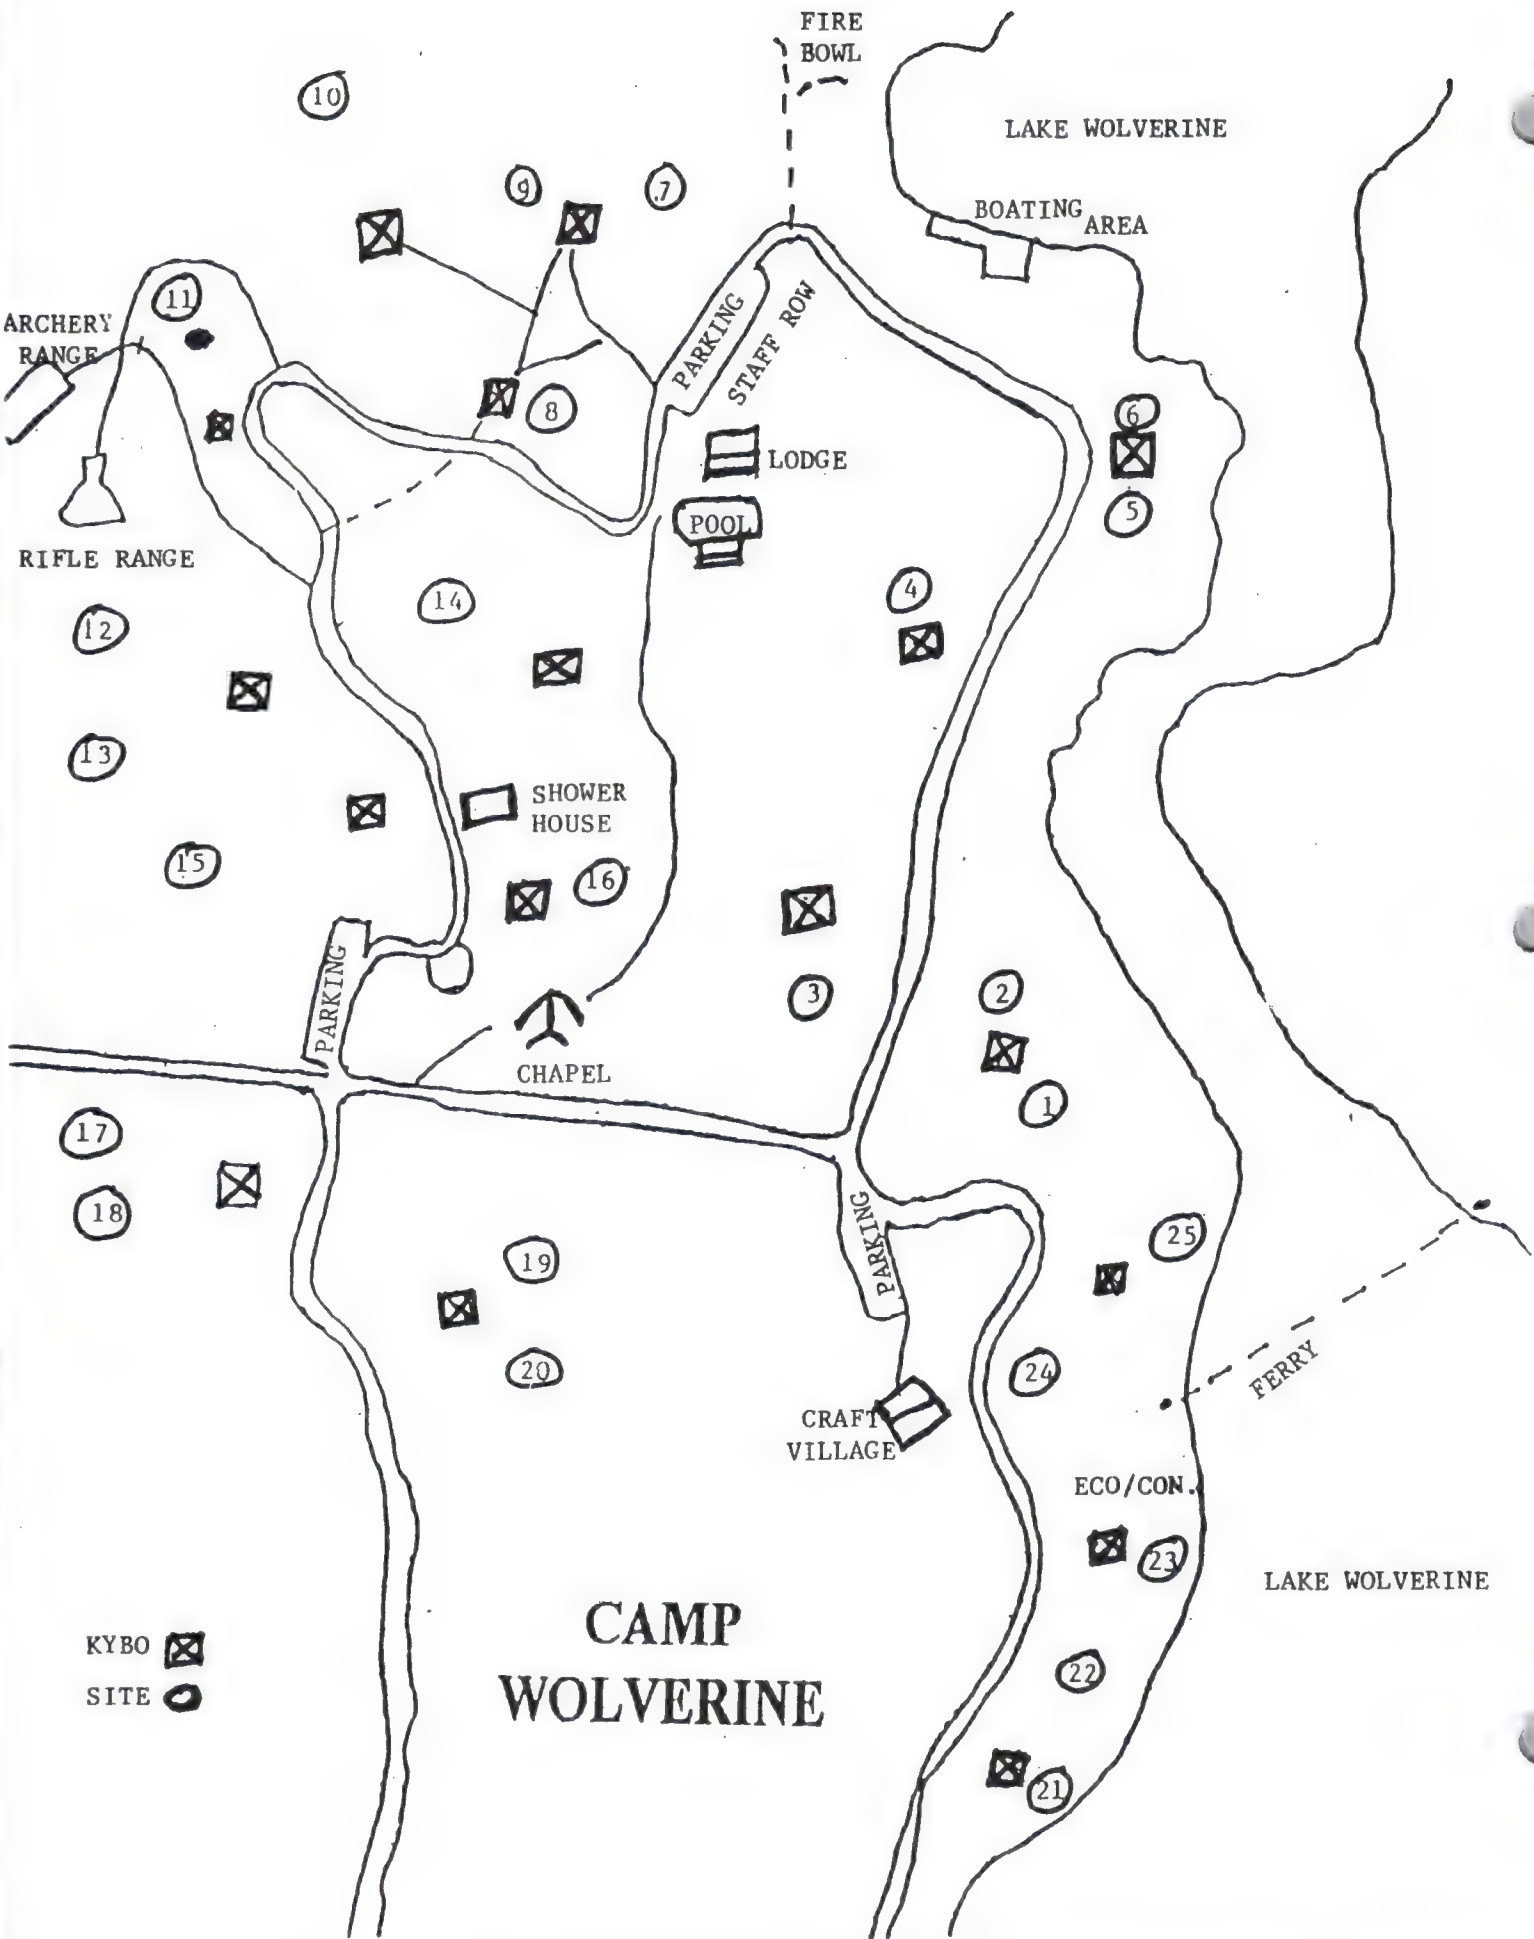 FIRE
BOWL
10
LAKE WOLVERINE
9
7
BOATING
AREA
11
PARKING
STAFF ROW
ARCHERY
RANGE
8
6
LODGE
5
POOL
RIFLE RANGE
4
14
12
13
SHOWER
HOUSE
15
16
PARKING
3
2
CHAPEL
1
17
18
PARKING
25
19
20
24
FERRY
CRAFT
VILLAGE
ECO/CON.
23
LAKE WOLVERINE
CAMP
WOLVERINE
KYBO
SITE
22
21